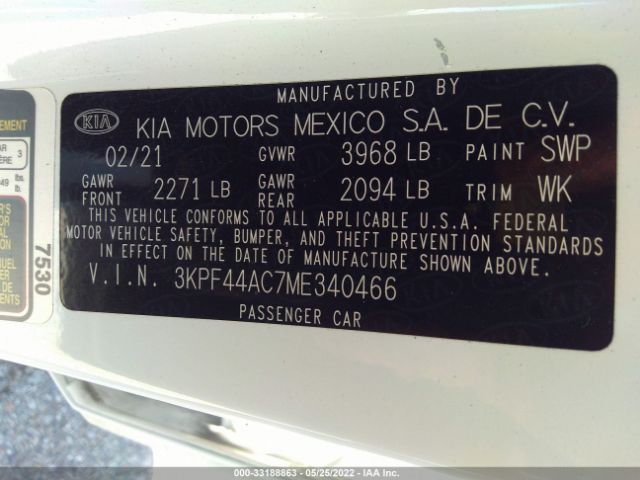 MANUFACTURED BY
KIA KIA MOTORS MEXICO S.A. DE C.V.
02/21 GVWR 3968 LB PAINT SWP
GAWR FRONT 2271 LB GAWR REAR 2094 LB TRIM WK
THIS VEHICLE CONFORMS TO ALL APPLICABLE U.S.A. FEDERAL
MOTOR VEHICLE SAFETY, BUMPER, AND THEFT PREVENTION STANDARDS
IN EFFECT ON THE DATE OF MANUFACTURE SHOWN ABOVE.
V.I.N. 3KPF44AC7ME340466
PASSENGER CAR
7530
000-33188863 - 05/25/2022 - IAA Inc.